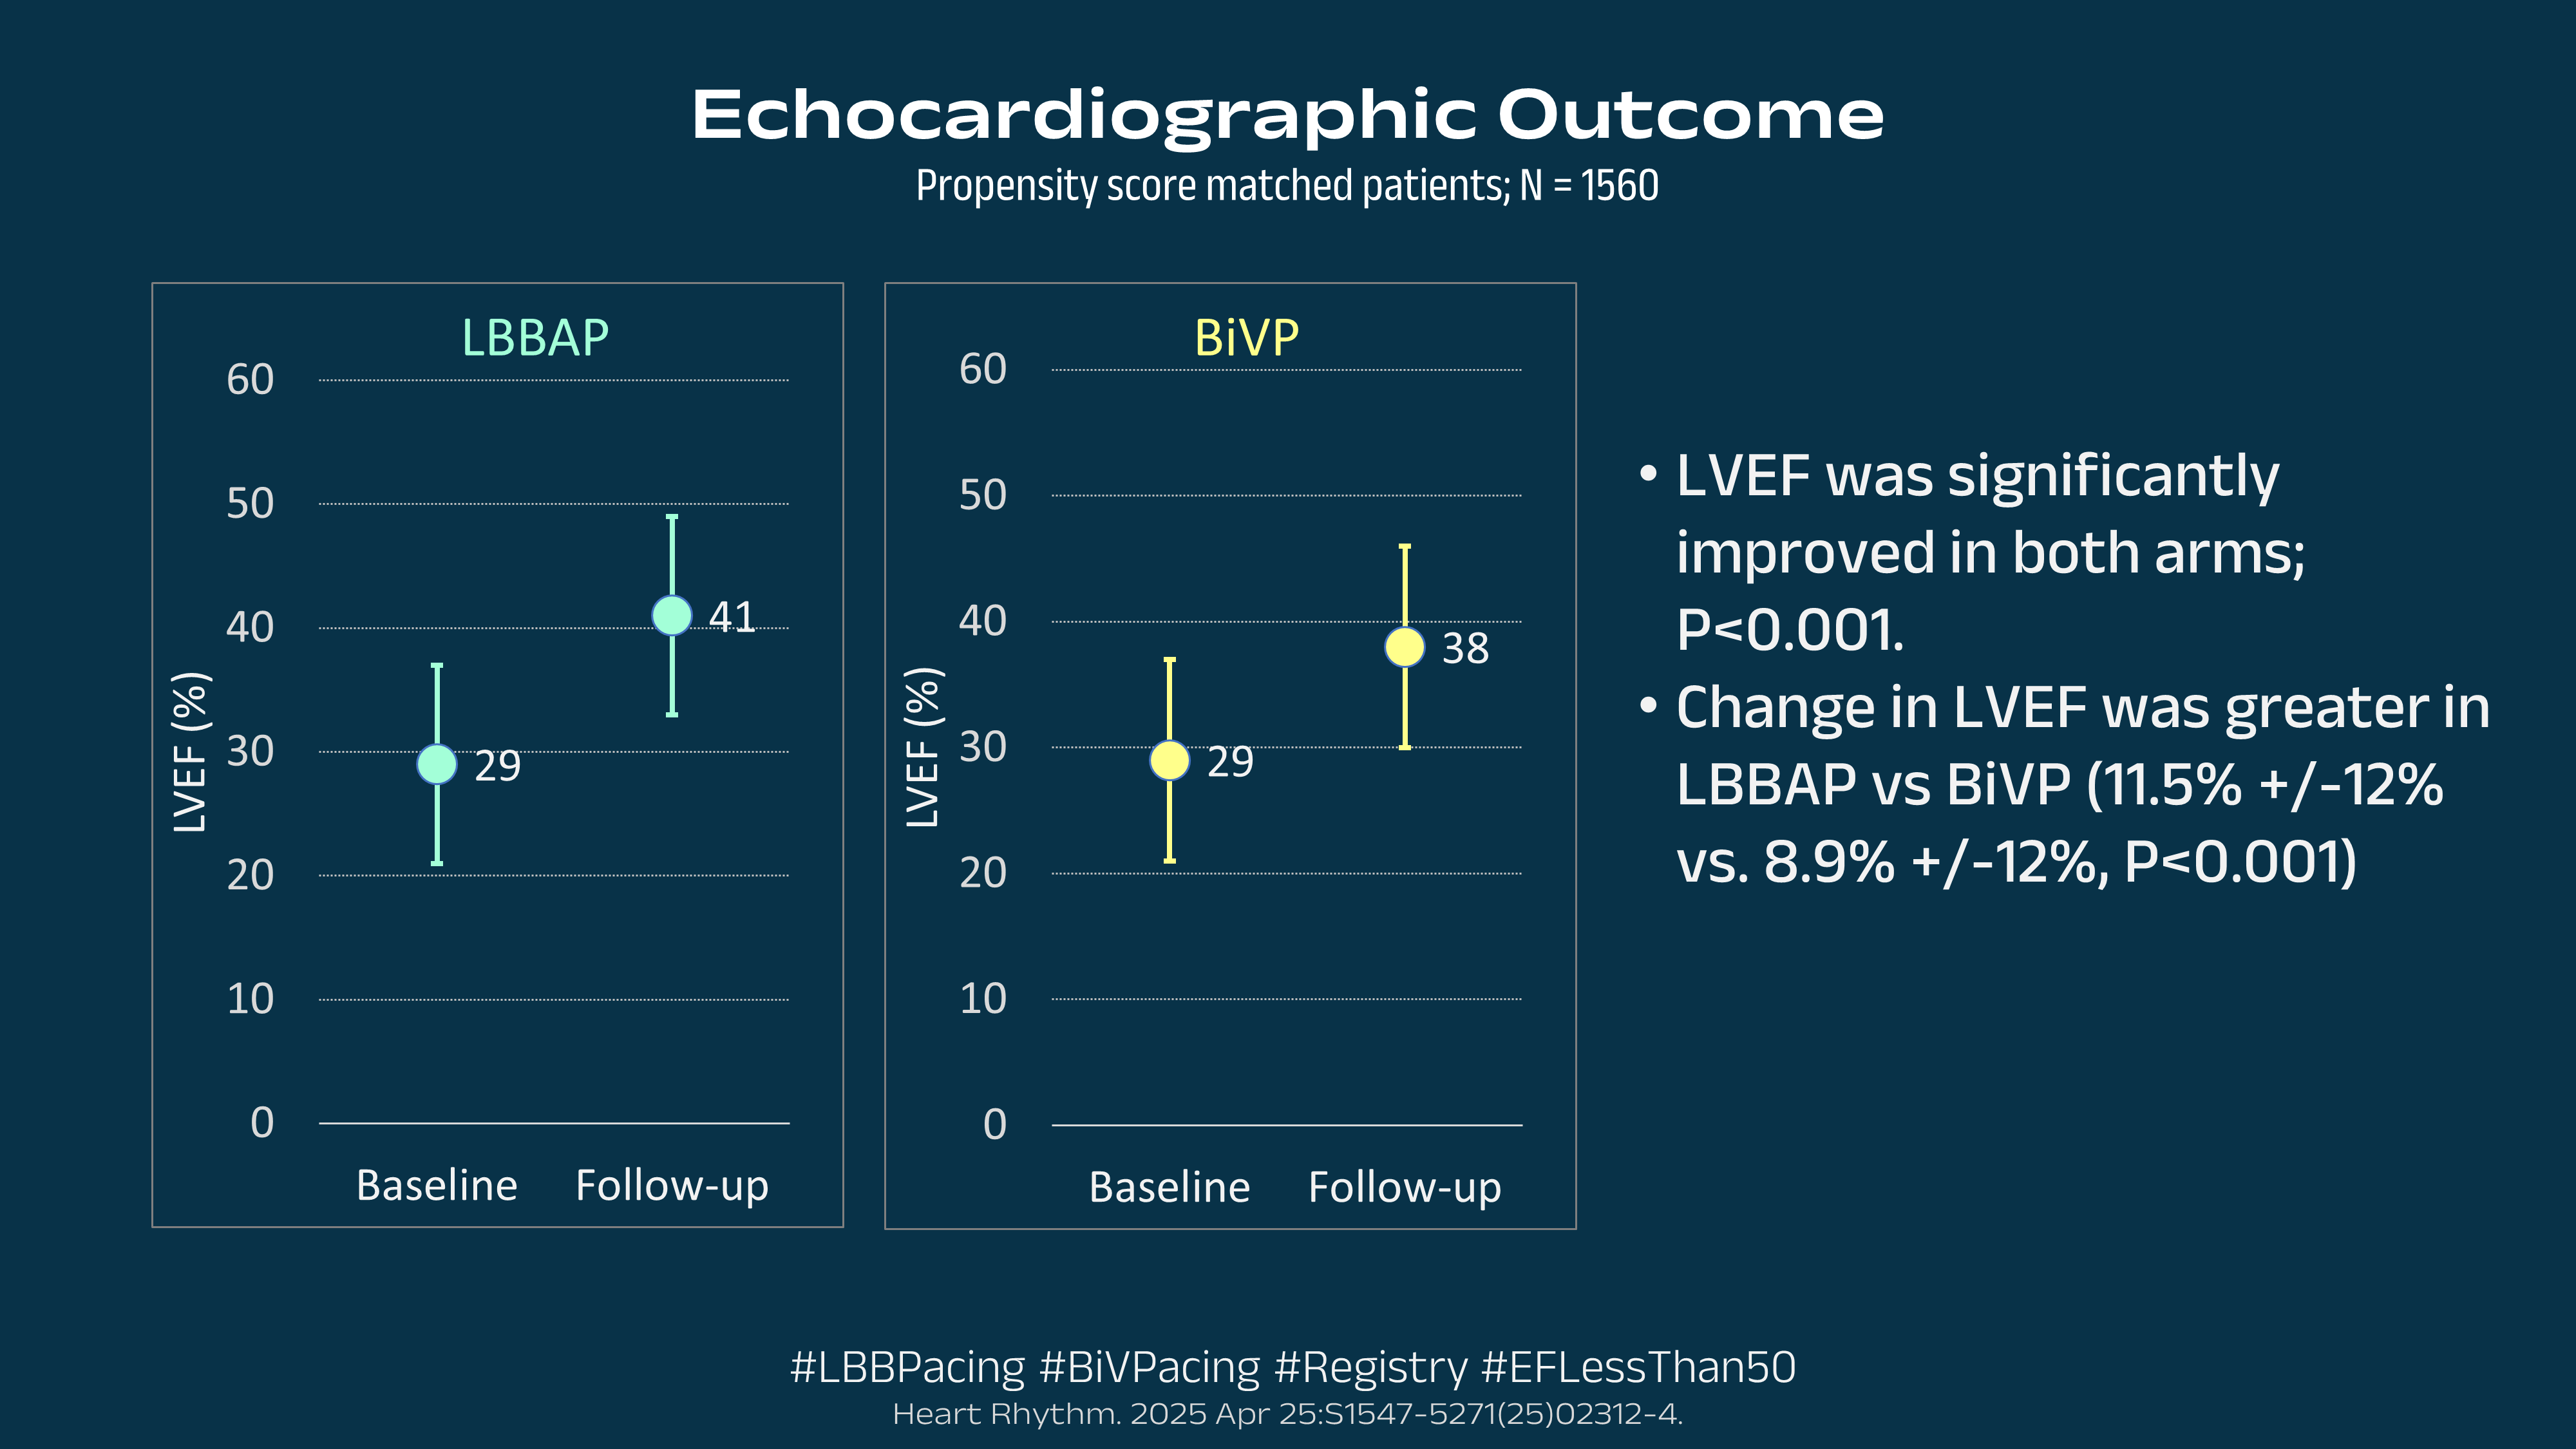 Echocardiographic Outcome
Propensity score matched patients; N = 1560
LBBAP
60
50
40
30
20
10
0
LVEF (%)
41
29
Baseline Follow-up
BiVP
60
50
40
30
20
10
0
LVEF (%)
38
29
Baseline Follow-up
• LVEF was significantly
improved in both arms;
P<0.001.
• Change in LVEF was greater in
LBBAP vs BiVP (11.5% +/-12%
vs. 8.9% +/-12%, P<0.001)
#LBBPacing #BiVPacing #Registry #EFLessThan50
Heart Rhythm. 2025 Apr 25:S1547-5271(25)02312-4.